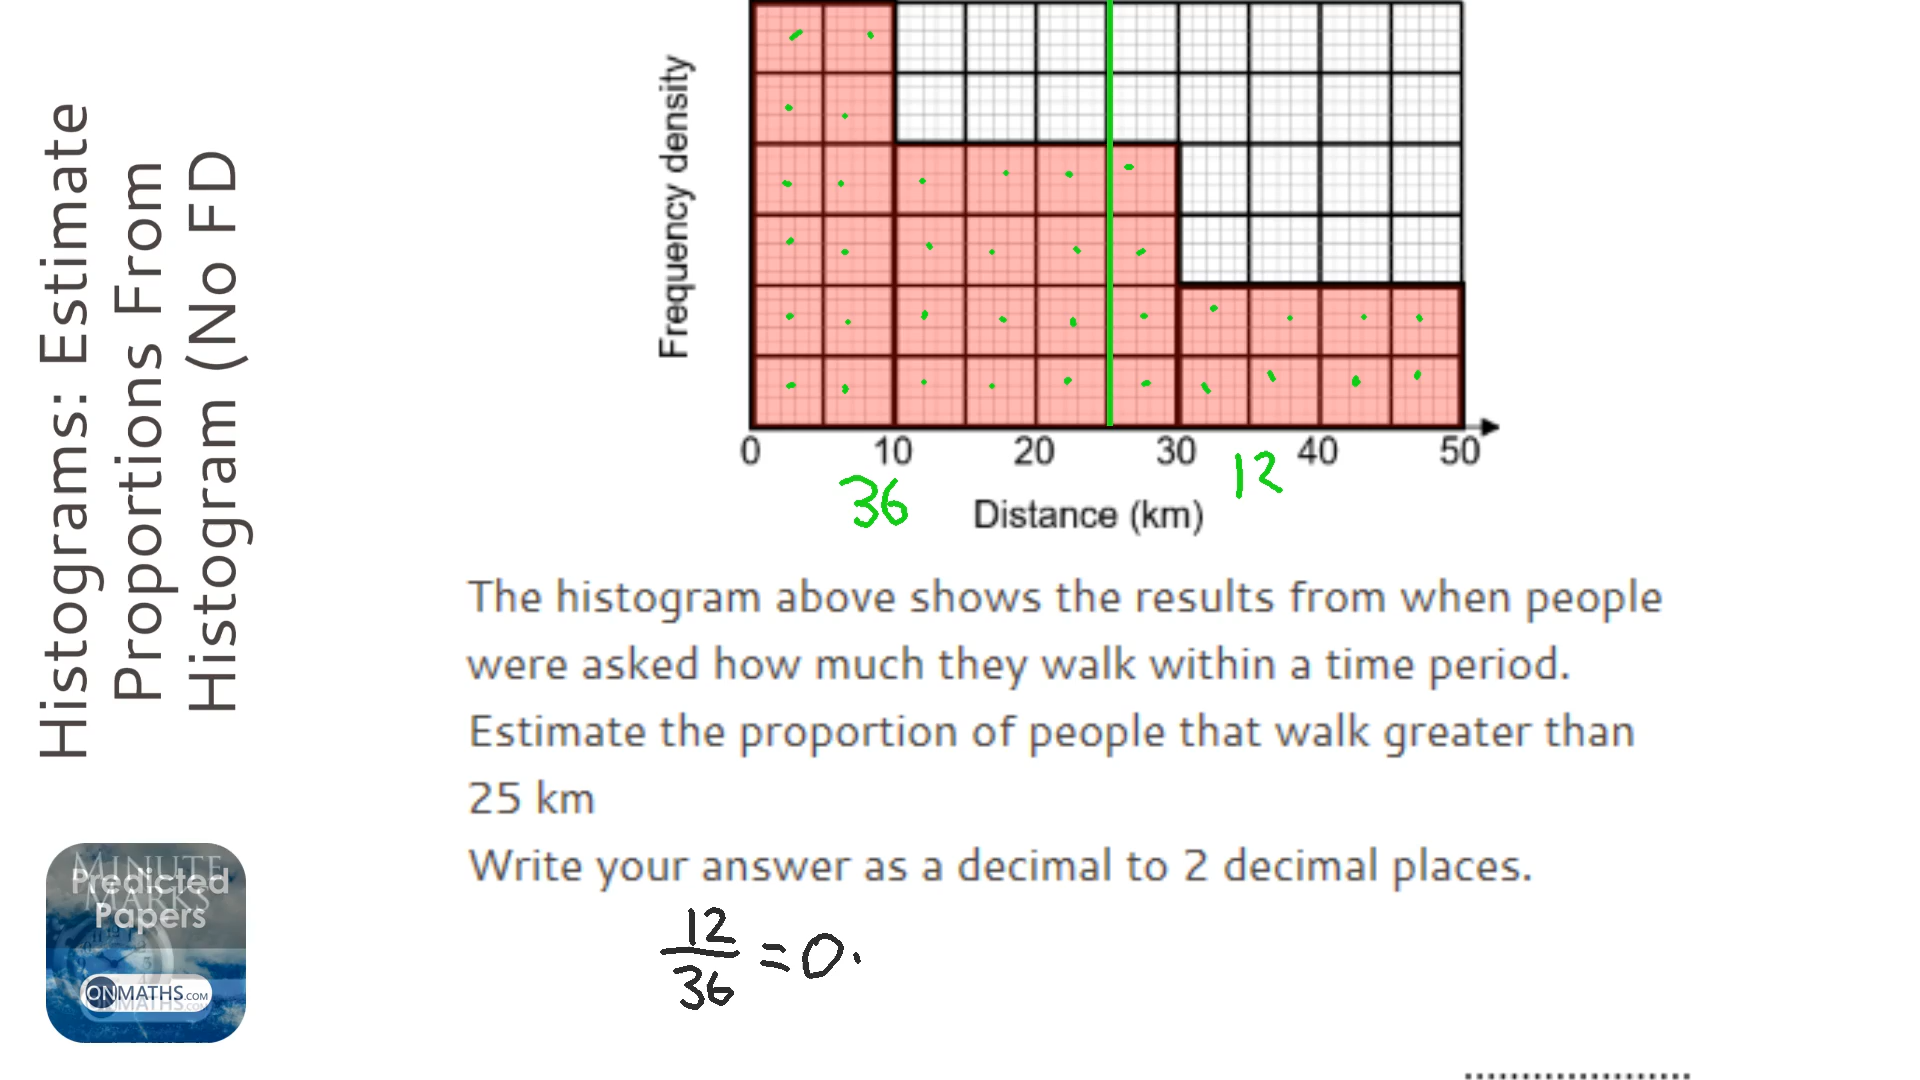 Histograms: Estimate
Proportions From
Histogram (No FD
Frequency density
0 10 20 30 40 50
36
12
Distance (km)
The histogram above shows the results from when people
were asked how much they walk within a time period.
Estimate the proportion of people that walk greater than
25 km
Write your answer as a decimal to 2 decimal places.
12
36
=0.
MINUTE
MARKS
Predicted
Papers
ONMATHS.COM